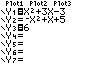 Plot1 Plot2 Plot3
\Y₁=X²+3X-3
\Y₂=-X²+X+5
\Y₃=6
\Y₄=
\Y₅=
\Y₆=
\Y₇=